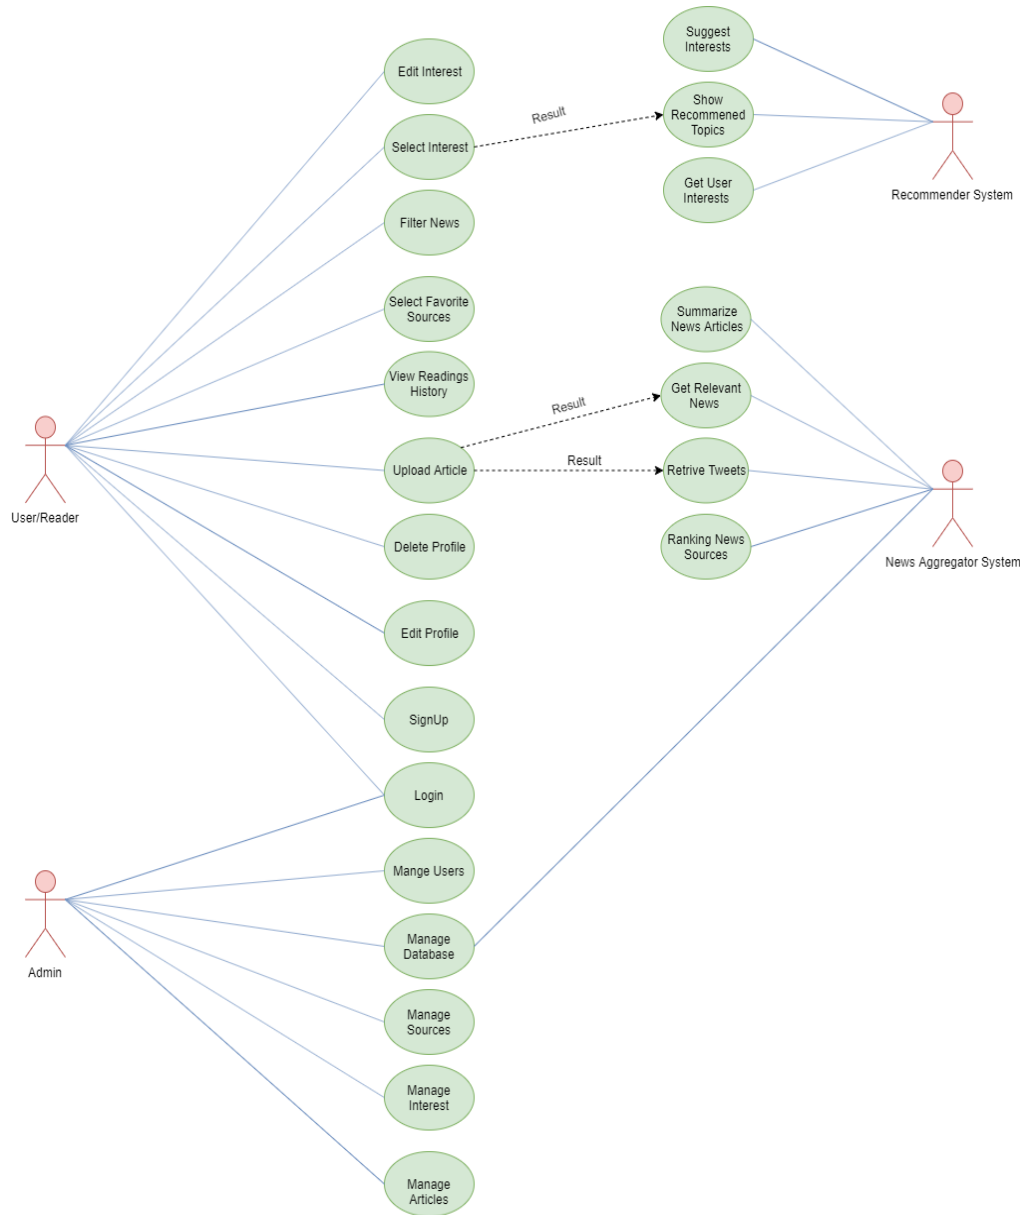 Suggest
Interests
Edit Interest
Result
Show
Recommened
Topics
Select Interest
Get User
Interests
Recommender System
Filter News
Select Favorite
Sources
Summarize
News Articles
View Readings
History
Result
Get Relevant
News
User/Reader
Upload Article
Result
Retrive Tweets
Delete Profile
Ranking News
Sources
News Aggregator System
Edit Profile
SignUp
Login
Mange Users
Admin
Manage
Database
Manage
Sources
Manage
Interest
Manage
Articles